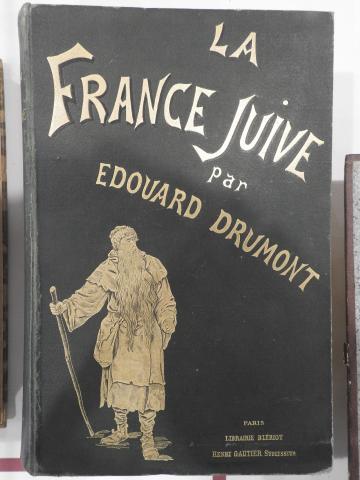 LA
FRANCE JUIVE
par
EDOUARD DRUMONT
PARIS
LIBRAIRIE BLÉRIOT
HENRI GAUTIER SUCCESSEUR